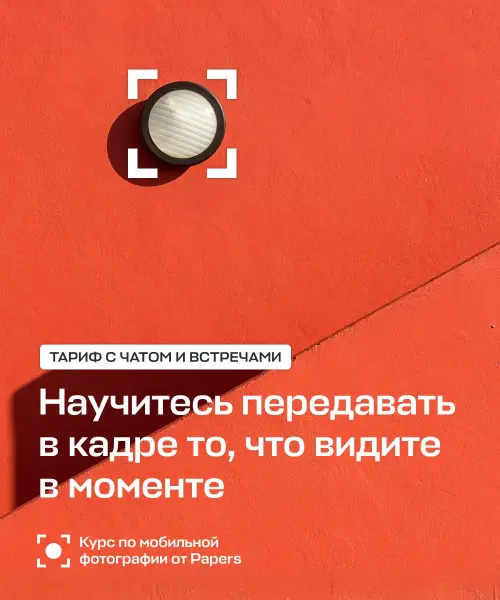 ТАРИФ С ЧАТОМ И ВСТРЕЧАМИ
Научитесь передавать
в кадре то, что видите
в моменте
Курс по мобильной
фотографии от Papers